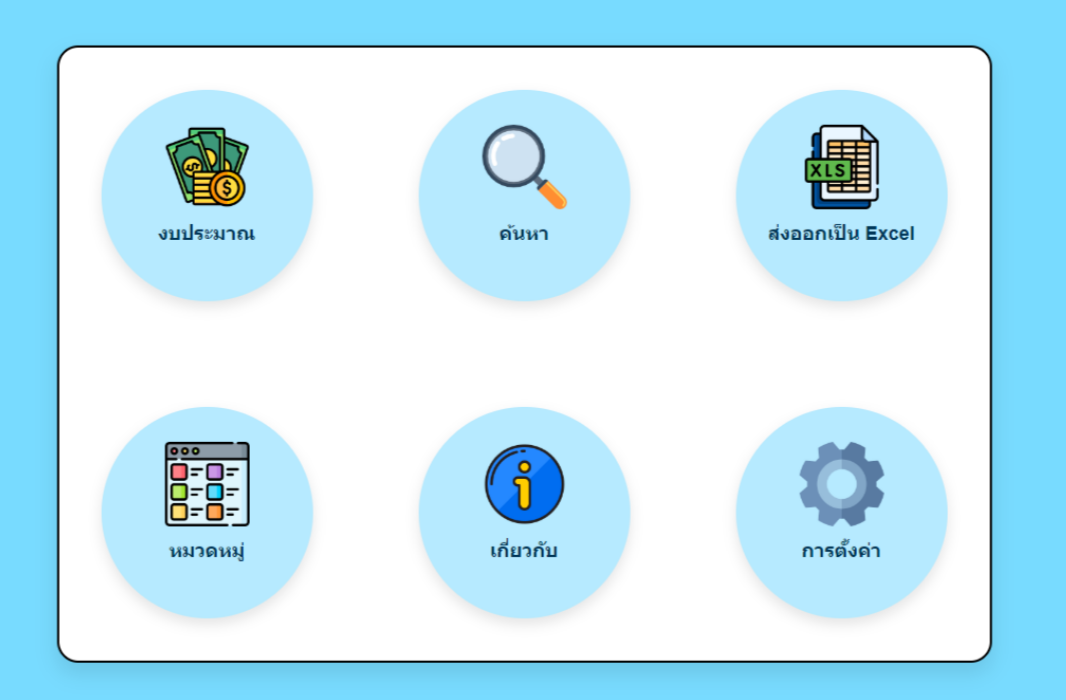 งบประมาณ
ค้นหา
XLS
ส่งออกเป็น Excel
หมวดหมู่
เกี่ยวกับ
การตั้งค่า